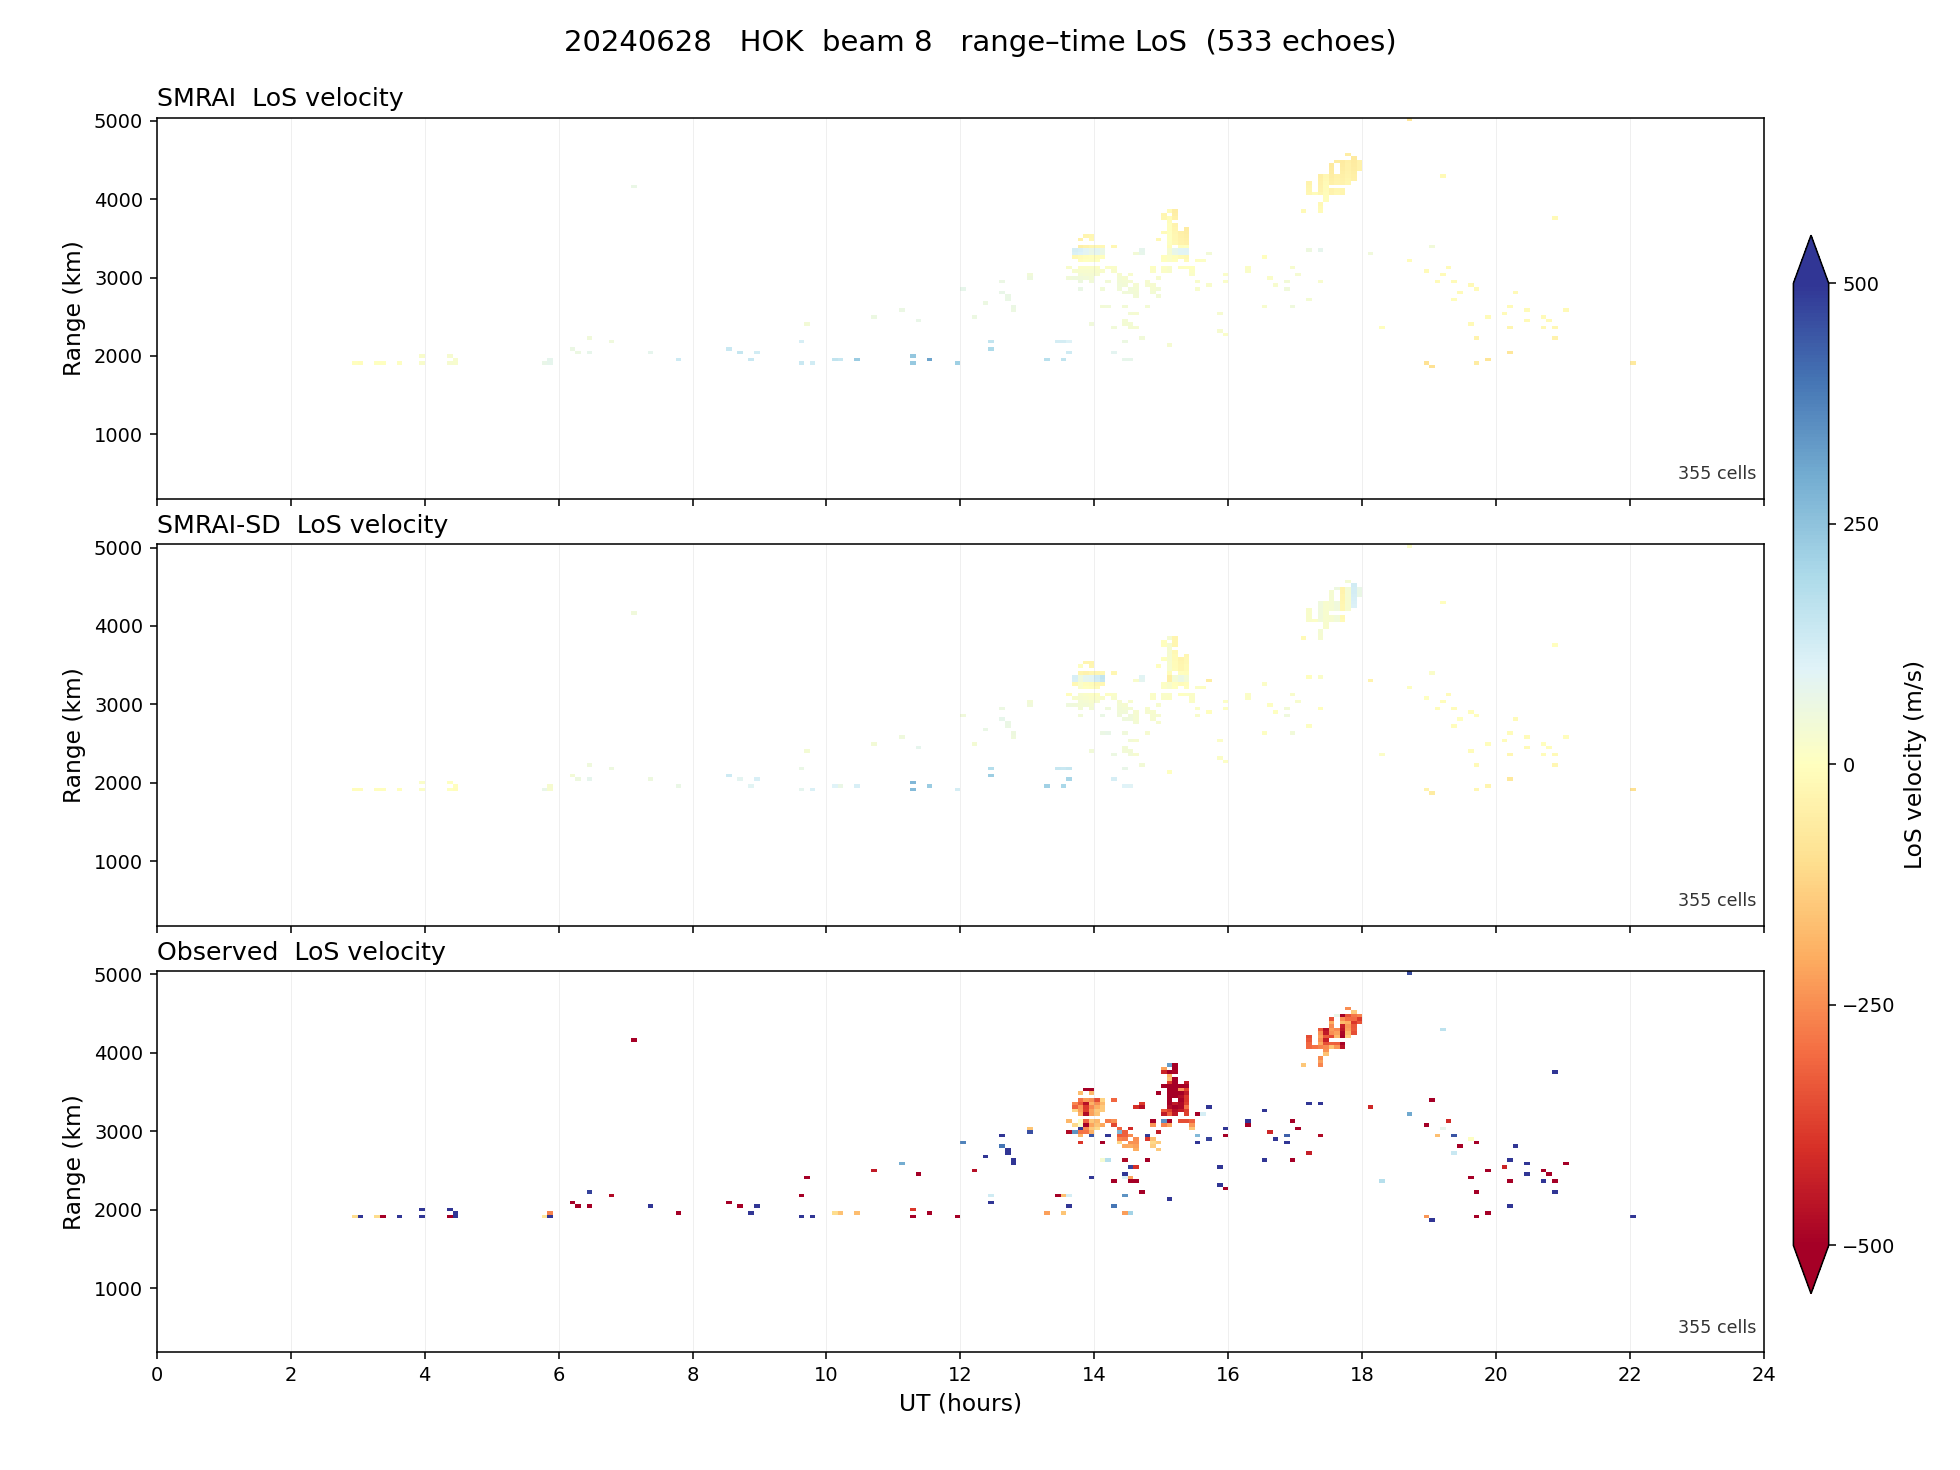 20240628   HOK  beam 8   range–time LoS  (533 echoes)
SMRAI  LoS velocity
5000
4000
3000
2000
1000
Range (km)
355 cells
SMRAI-SD  LoS velocity
5000
4000
3000
2000
1000
Range (km)
355 cells
Observed  LoS velocity
5000
4000
3000
2000
1000
Range (km)
355 cells
0 2 4 6 8 10 12 14 16 18 20 22 24
UT (hours)
500
250
0
−250
−500
LoS velocity (m/s)